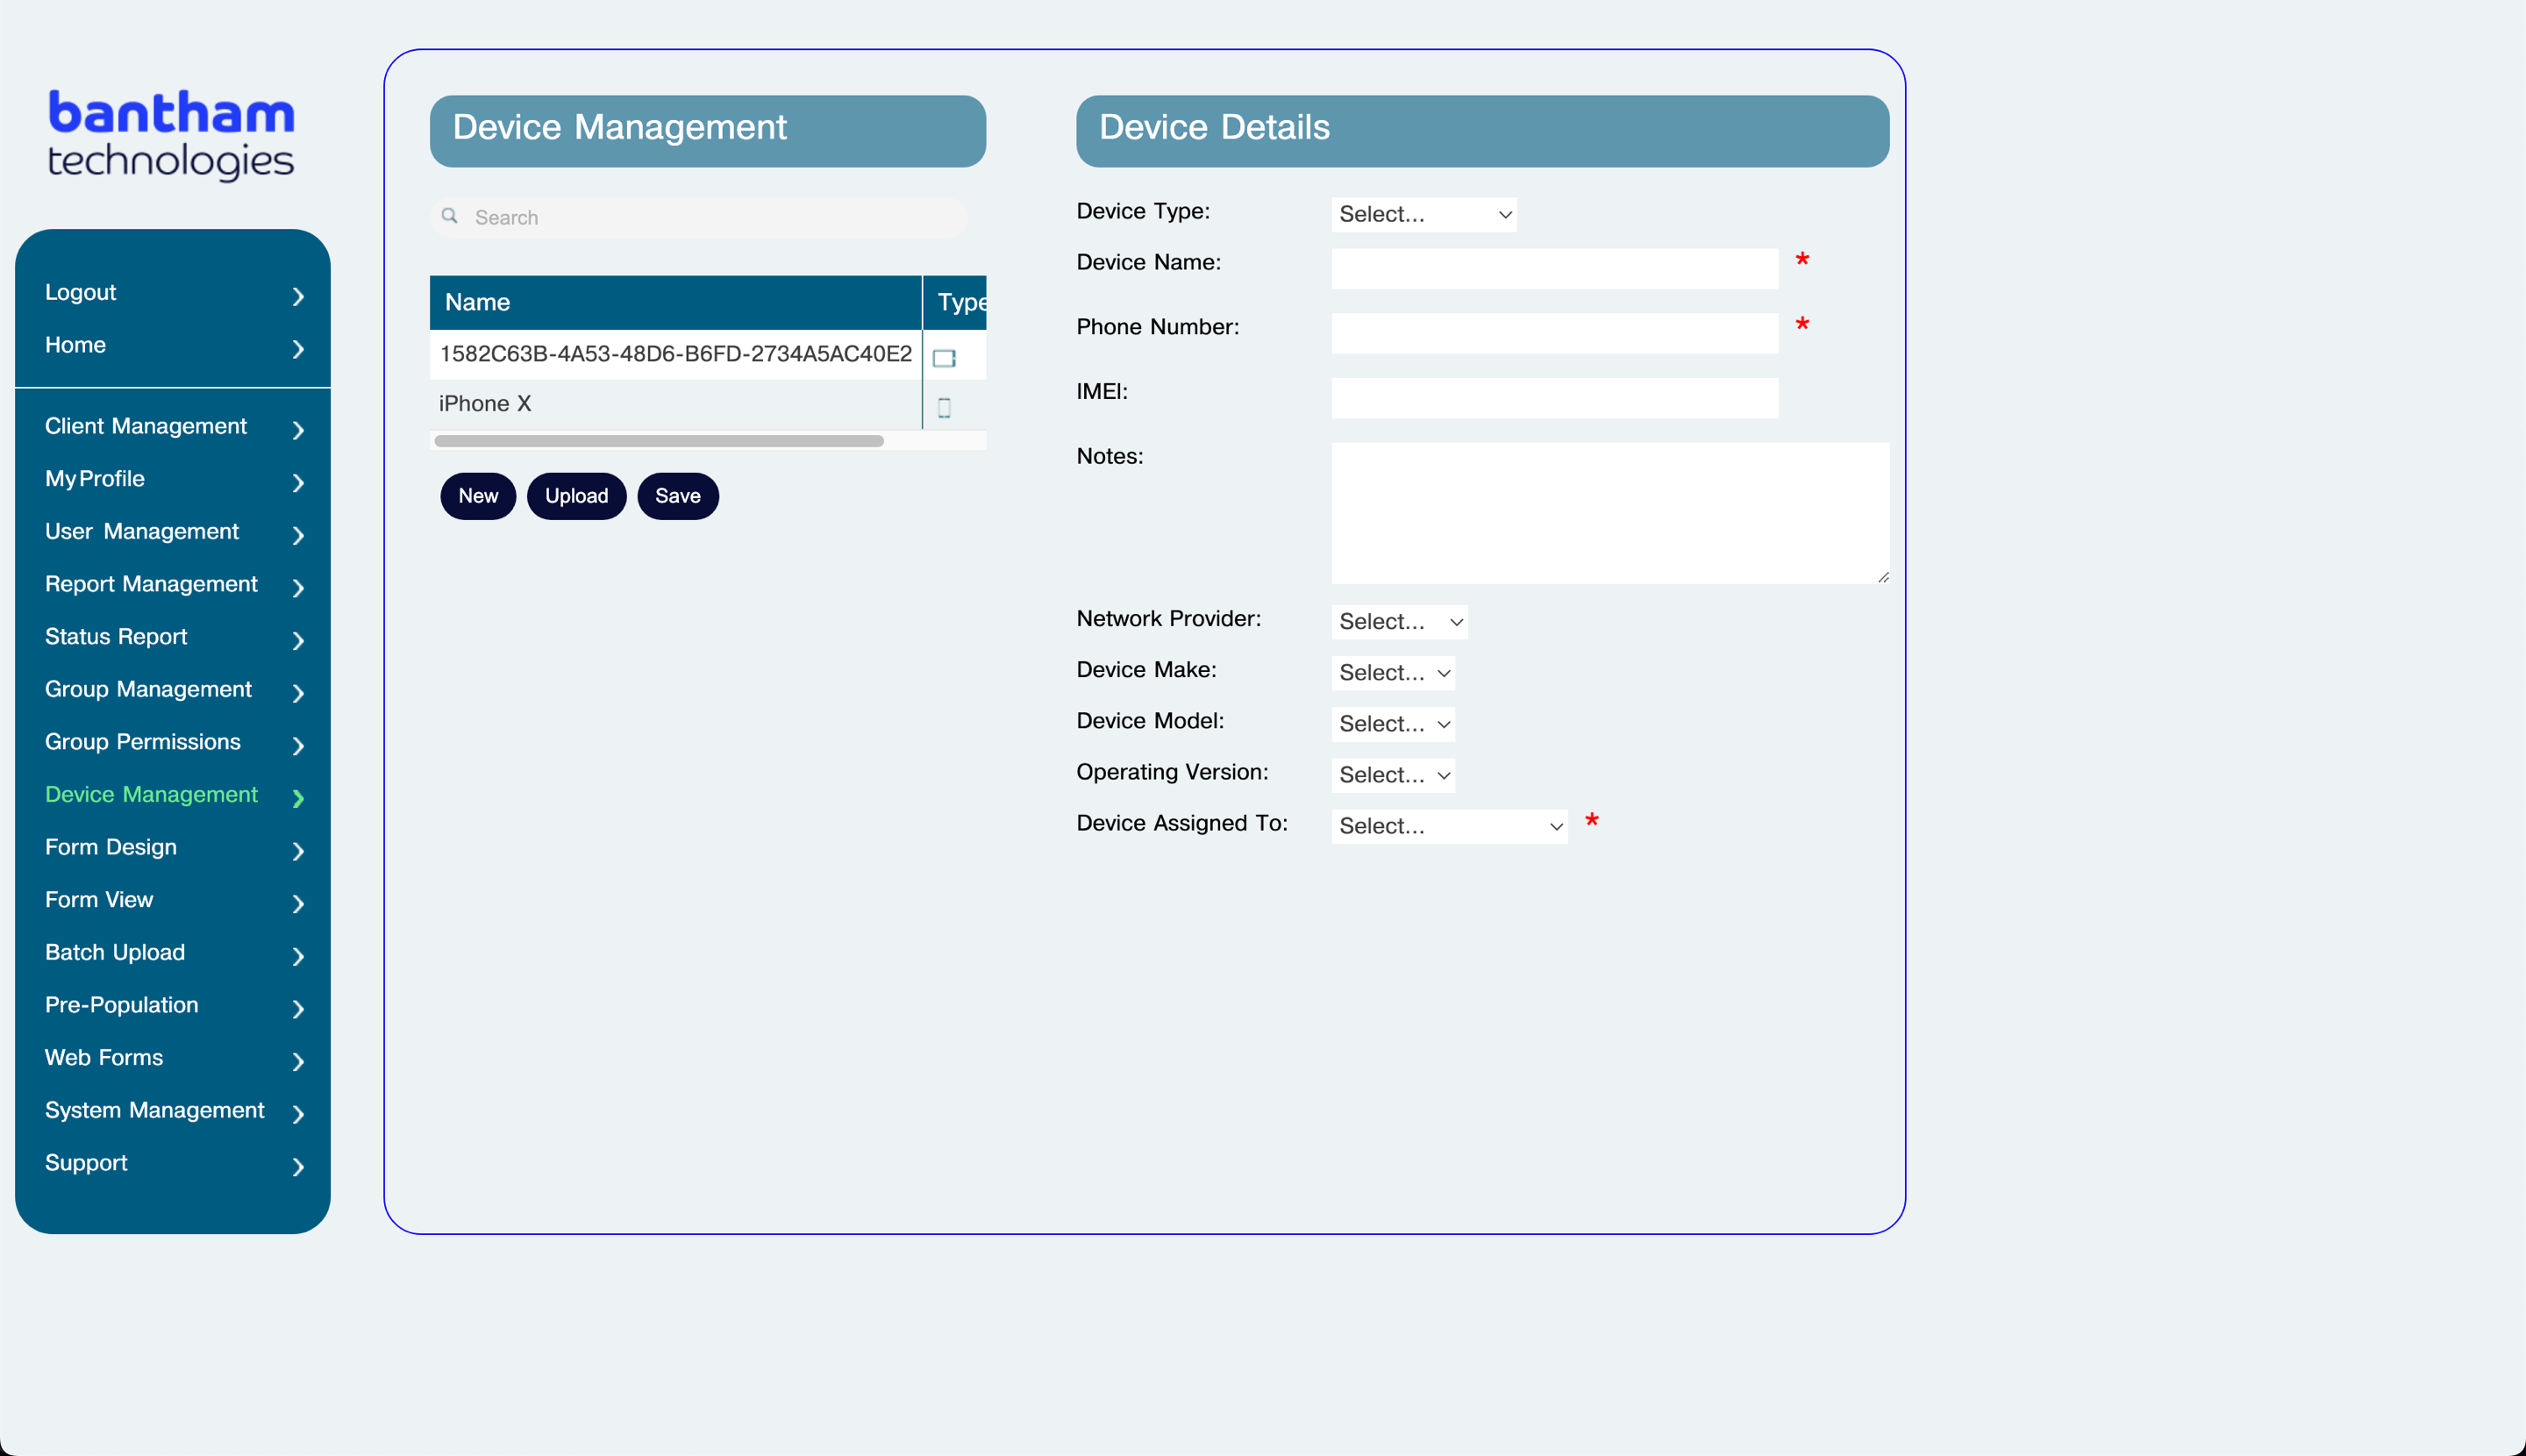 bantham
technologies
Logout
Home
Client Management
My Profile
User Management
Report Management
Status Report
Group Management
Group Permissions
Device Management
Form Design
Form View
Batch Upload
Pre-Population
Web Forms
System Management
Support
Device Management
Search
Name Type
1582C63B-4A53-48D6-B6FD-2734A5AC40E2
iPhone X
New Upload Save
Device Details
Device Type: Select...
Device Name: *
Phone Number: *
IMEI:
Notes:
Network Provider: Select...
Device Make: Select...
Device Model: Select...
Operating Version: Select...
Device Assigned To: Select... *